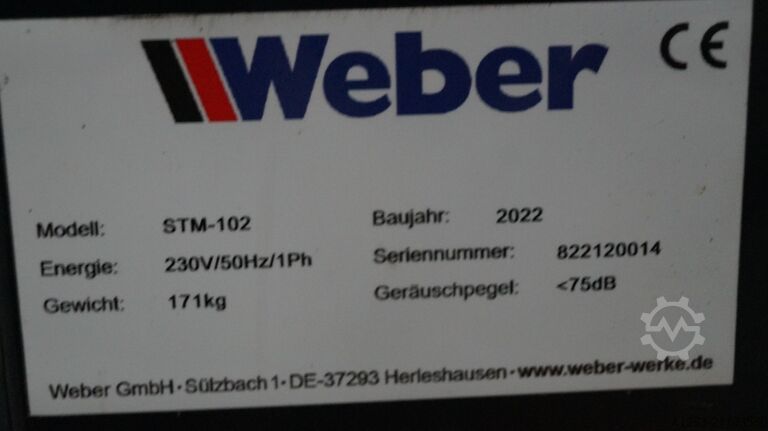 Weber CE
Modell: STM-102 Baujahr: 2022
Energie: 230V/50Hz/1Ph Seriennummer: 822120014
Gewicht: 171kg Geräuschpegel: <75dB
Weber GmbH·Sülzbach 1·DE-37293 Herleshausen·www.weber-werke.de